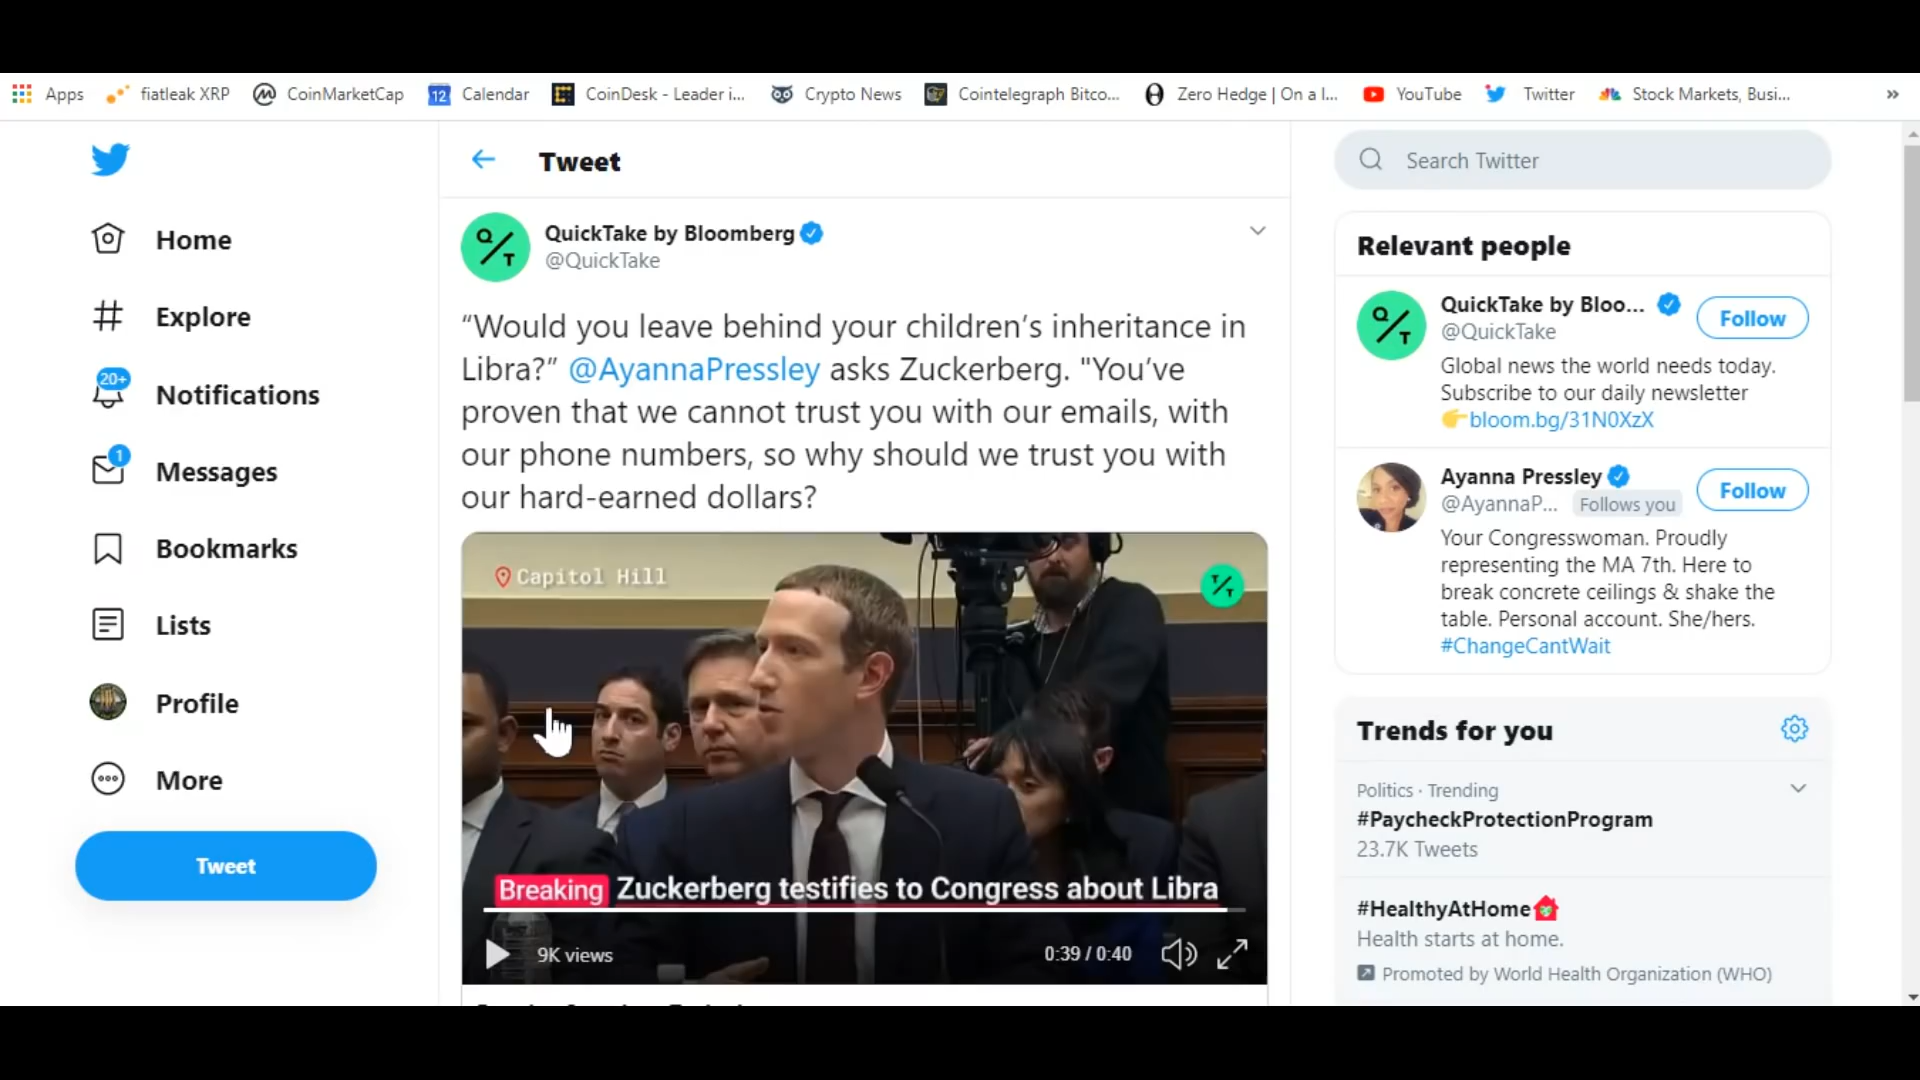 Apps
fiatleak XRP
CoinMarketCap
12
Calendar
CoinDesk - Leader i...
Crypto News
Cointelegraph Bitco...
Zero Hedge | On a l...
YouTube
Twitter
Stock Markets, Busi...
»
Home
Explore
20+
Notifications
1
Messages
Bookmarks
Lists
Profile
More
Tweet
Tweet
Q/T
QuickTake by Bloomberg
@QuickTake
“Would you leave behind your children’s inheritance in
Libra?” @AyannaPressley asks Zuckerberg. "You’ve
proven that we cannot trust you with our emails, with
our phone numbers, so why should we trust you with
our hard-earned dollars?
Capitol Hill
Breaking Zuckerberg testifies to Congress about Libra
9K views
0:39 / 0:40
Search Twitter
Relevant people
Q/T
QuickTake by Bloo...
@QuickTake
Follow
Global news the world needs today.
Subscribe to our daily newsletter
👉bloom.bg/31N0XzX
Ayanna Pressley
@AyannaP... Follows you
Follow
Your Congresswoman. Proudly
representing the MA 7th. Here to
break concrete ceilings & shake the
table. Personal account. She/hers.
#ChangeCantWait
Trends for you
Politics · Trending
#PaycheckProtectionProgram
23.7K Tweets
#HealthyAtHome
Health starts at home.
Promoted by World Health Organization (WHO)